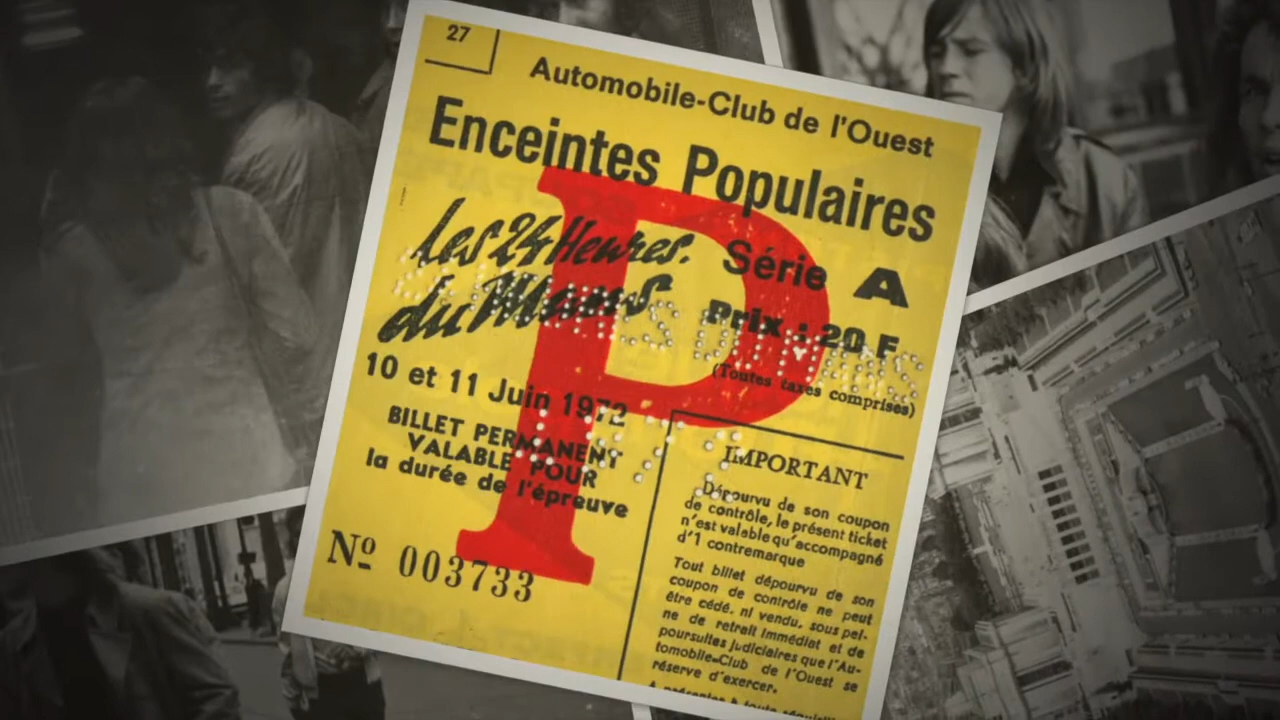 27
Automobile-Club de l'Ouest
Enceintes Populaires
Les 24 Heures.
du Mans
Série A
Prix : 20 F
(Toutes taxes comprises)
P
10 et 11 Juin 1972
BILLET PERMANENT
VALABLE POUR
la durée de l'épreuve
Nº 003733
IMPORTANT
Dépourvu de son coupon
de contrôle, le présent ticket
n'est valable qu'accompagné
d'1 contremarque
Tout billet dépourvu de son
coupon de contrôle ne peut
être cédé, ni vendu, sous pei-
ne de retrait immédiat et de
poursuites judiciaires que l'Au-
tomobile-Club de l'Ouest se
réserve d'exercer.